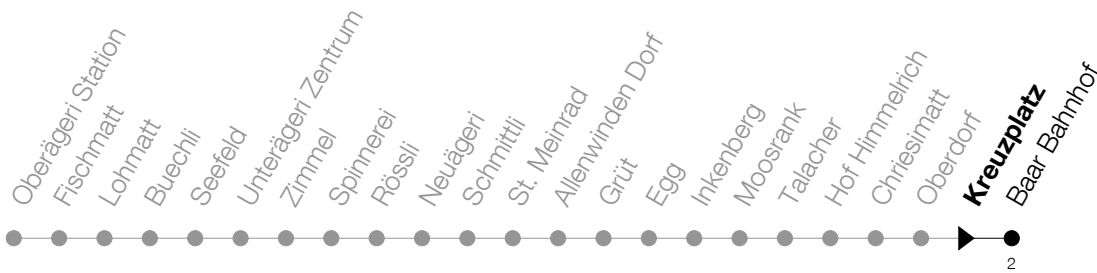 Oberägeri Station
Fischmatt
Lohmatt
Buechli
Seefeld
Unterägeri Zentrum
Zimmel
Spinnerei
Rössli
Neuägeri
Schmittli
St. Meinrad
Allenwinden Dorf
Grüt
Egg
Inkenberg
Moosrank
Talacher
Hof Himmelrich
Chriesimatt
Oberdorf
Kreuzplatz
Baar Bahnhof
2